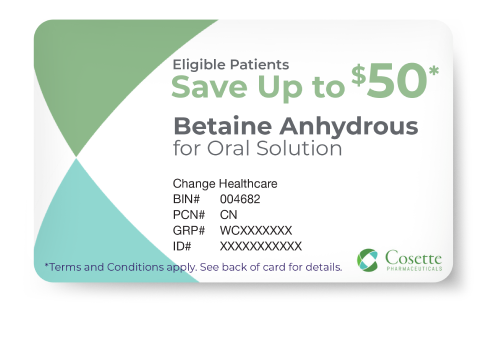 Eligible Patients
Save Up to $50*
Betaine Anhydrous
for Oral Solution
Change Healthcare
BIN# 004682
PCN# CN
GRP# WCXXXXXXX
ID# XXXXXXXXXXX
*Terms and Conditions apply. See back of card for details.
Cosette
PHARMACEUTICALS